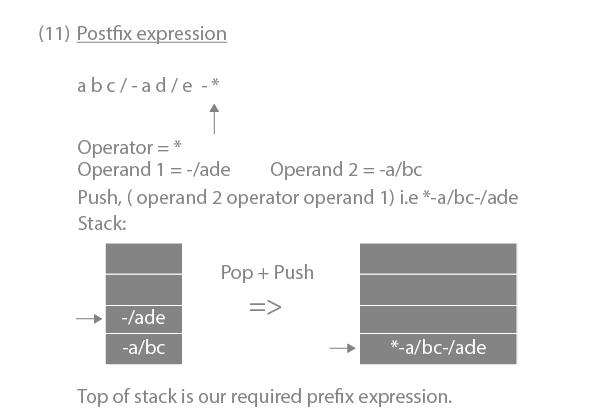 (11) Postfix expression
a b c / - a d / e - *
Operator = *
Operand 1 = -/ade Operand 2 = -a/bc
Push, ( operand 2 operator operand 1) i.e *-a/bc-/ade
Stack:
Pop + Push
=>
-/ade
-a/bc
*-a/bc-/ade
Top of stack is our required prefix expression.